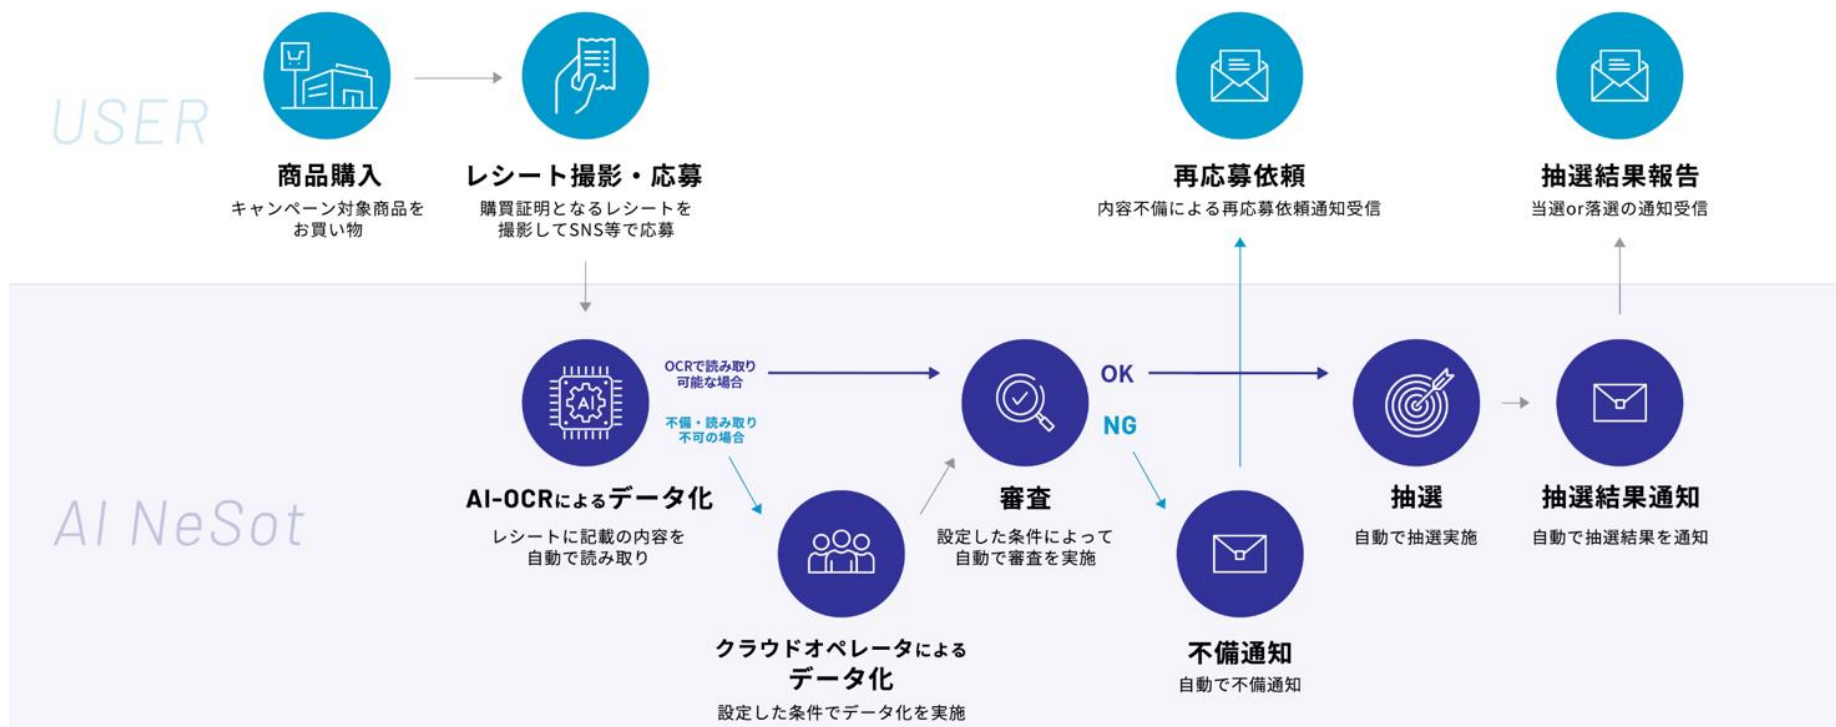 USER
商品購入
キャンペーン対象商品を
お買い物
レシート撮影・応募
購買証明となるレシートを
撮影してSNS等で応募
再応募依頼
内容不備による再応募依頼通知受信
抽選結果報告
当選or落選の通知受信
AI NeSot
AI
AI-OCRによるデータ化
レシートに記載の内容を
自動で読み取り
OCRで読み取り
可能な場合
不備・読み取り
不可の場合
クラウドオペレータによる
データ化
設定した条件でデータ化を実施
審査
設定した条件によって
自動で審査を実施
OK
NG
不備通知
自動で不備通知
抽選
自動で抽選実施
抽選結果通知
自動で抽選結果を通知